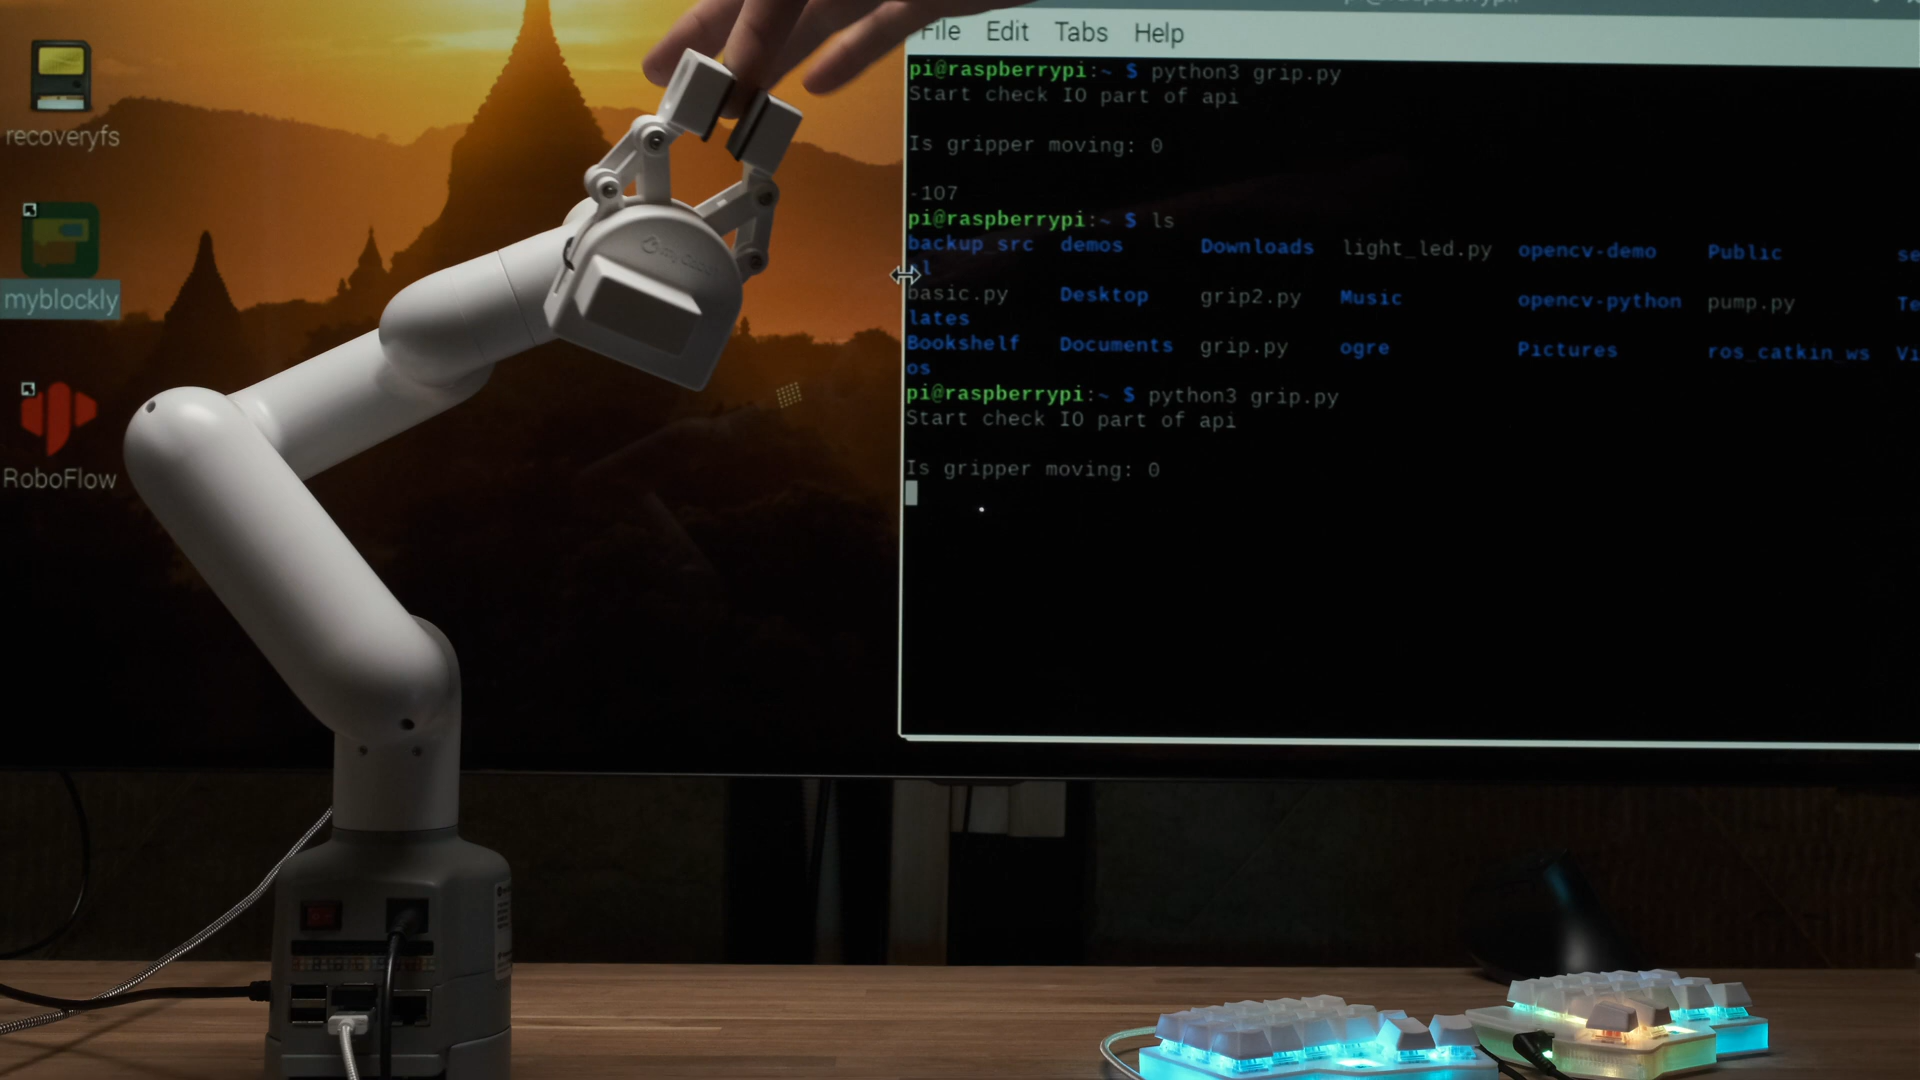 recoveryfs
myblockly
RoboFlow
File Edit Tabs Help
pi@raspberrypi:~ $ python3 grip.py
Start check IO part of api
Is gripper moving: 0
-107
pi@raspberrypi:~ $ ls
backup_src demos Downloads light_led.py opencv-demo Public se
basic.py Desktop grip2.py Music opencv-python pump.py Te
lates
Bookshelf Documents grip.py ogre Pictures ros_catkin_ws Vi
os
pi@raspberrypi:~ $ python3 grip.py
Start check IO part of api
Is gripper moving: 0